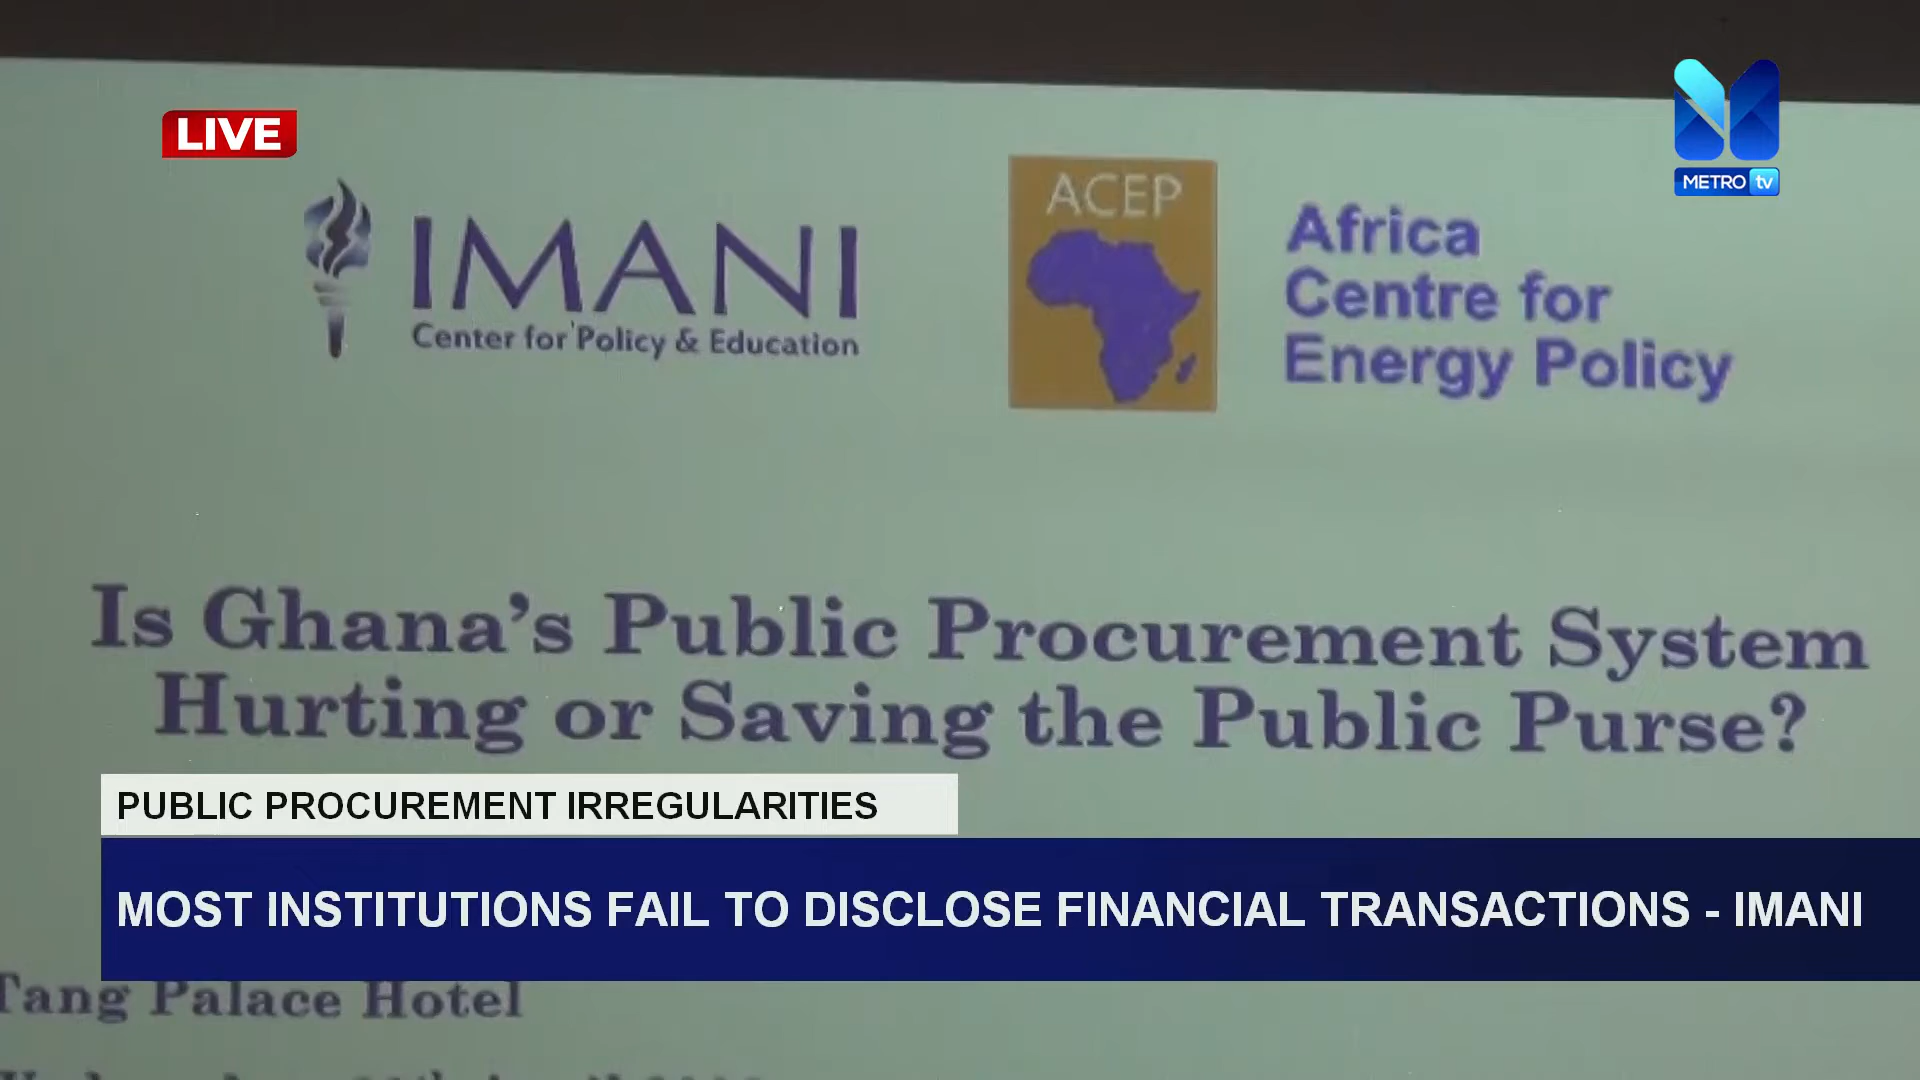 LIVE
METRO tv
IMANI
Center for Policy & Education
ACEP
Africa
Centre for
Energy Policy
Is Ghana's Public Procurement System
Hurting or Saving the Public Purse?
PUBLIC PROCUREMENT IRREGULARITIES
MOST INSTITUTIONS FAIL TO DISCLOSE FINANCIAL TRANSACTIONS - IMANI
Tang Palace Hotel